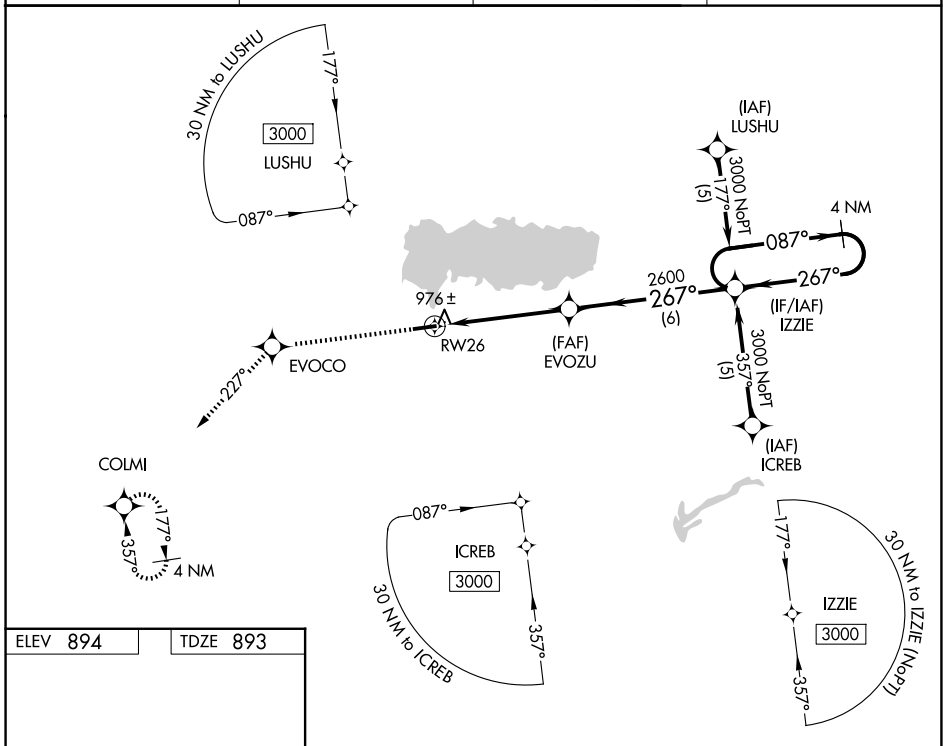 30 NM to LUSHU
177°
3000
LUSHU
087°
(IAF)
LUSHU
3000 NoPT
177°
(5)
4 NM
087°
267°
(IF/IAF)
IZZIE
2600
267°
(6)
(FAF)
EVOZU
976 ±
RW26
EVOCO
227°
3000 NoPT
357°
(5)
(IAF)
ICREB
COLMI
177°
357°
4 NM
087°
ICREB
3000
357°
30 NM to ICREB
177°
IZZIE
3000
357°
30 NM to IZZIE (NoPT)
ELEV 894
TDZE 893